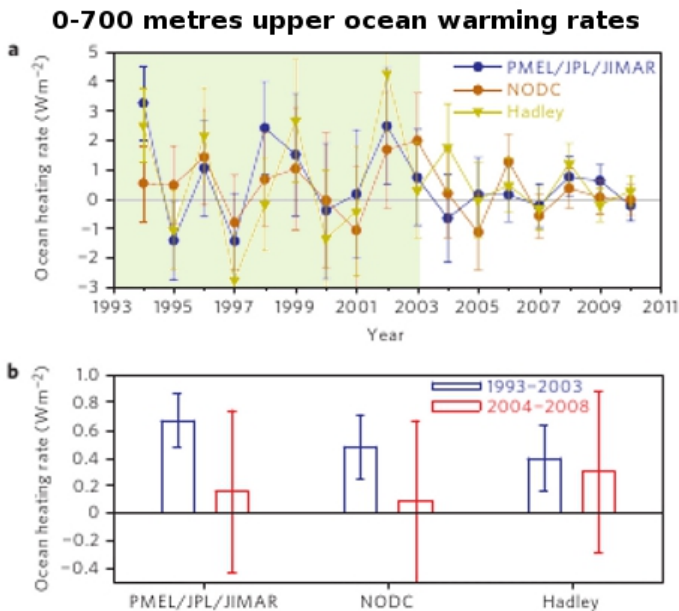 0-700 metres upper ocean warming rates
a
Ocean heating rate (Wm−2)
5
4
3
2
1
0
−1
−2
−3
PMEL/JPL/JIMAR
NODC
Hadley
1993 1995 1997 1999 2001 2003 2005 2007 2009 2011
Year
b
Ocean heating rate (Wm−2)
1.0
0.8
0.6
0.4
0.2
0
−0.2
−0.4
1993−2003
2004−2008
PMEL/JPL/JIMAR NODC Hadley